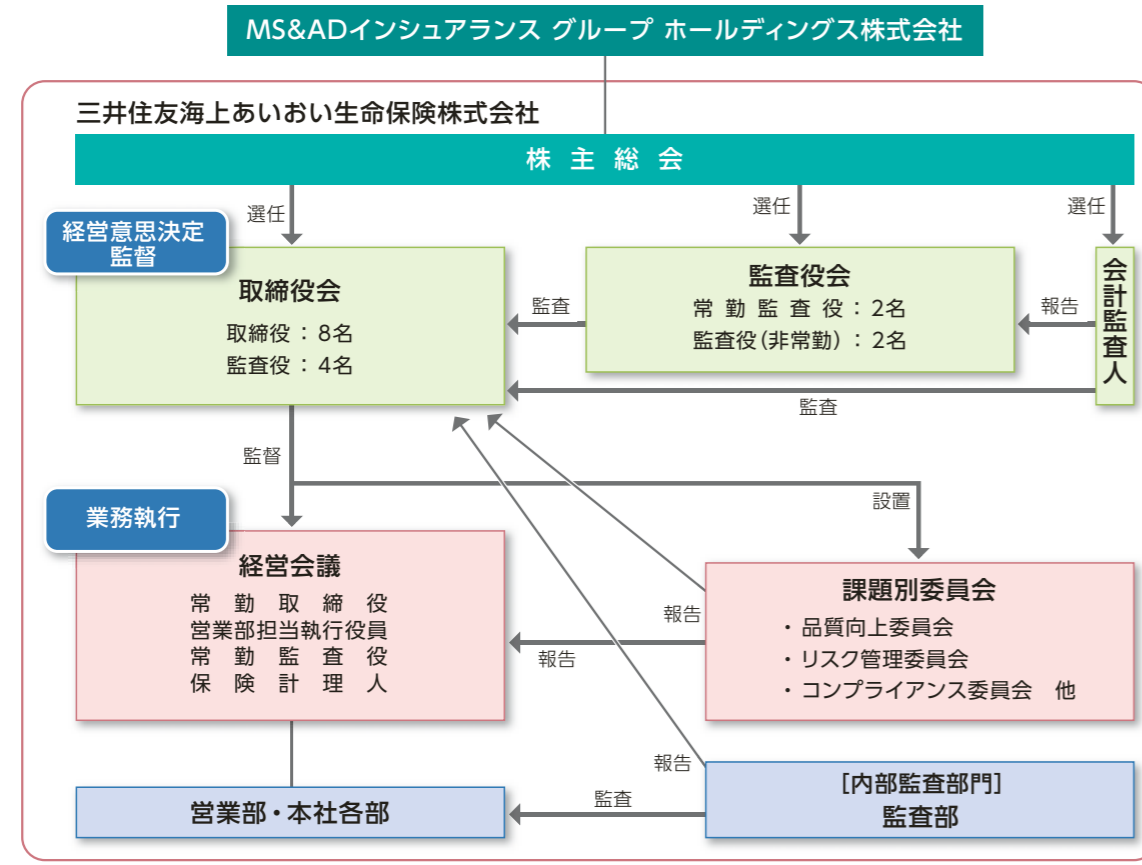 MS&ADインシュアランス グループ ホールディングス株式会社
三井住友海上あいおい生命保険株式会社
株主総会
選任
選任
選任
経営意思決定
監督
取締役会
取締役：8名
監査役：4名
監査
監査役会
常勤監査役：2名
監査役（非常勤）：2名
報告
会計監査人
監査
監督
設置
業務執行
経営会議
常勤取締役
営業部担当執行役員
常勤監査役
保険計理人
報告
報告
課題別委員会
・品質向上委員会
・リスク管理委員会
・コンプライアンス委員会　他
報告
営業部・本社各部
監査
［内部監査部門］
監査部